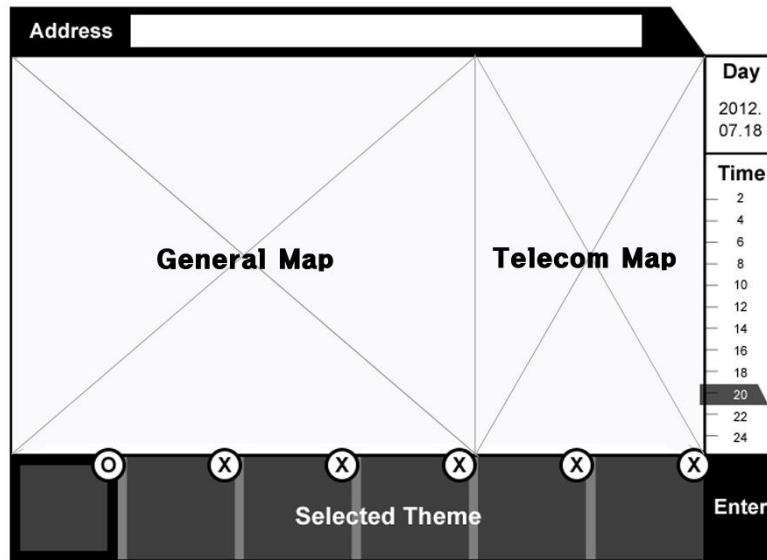 Address
Day
2012.
07.18
Time
2
4
6
8
10
12
14
16
18
20
22
24
General Map
Telecom Map
O
X
X
X
X
X
Selected Theme
Enter